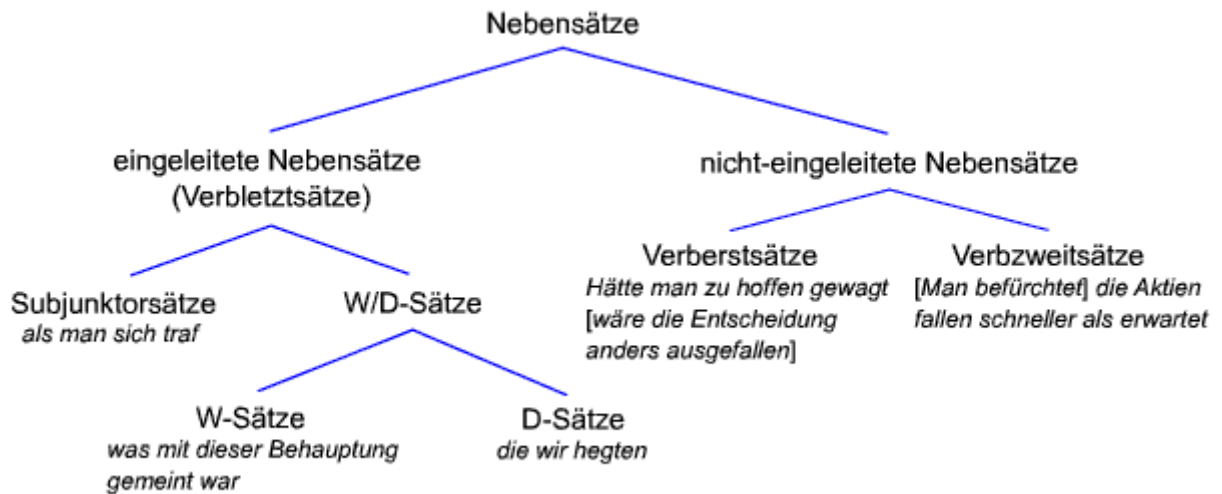 Nebensätze
eingeleitete Nebensätze
(Verbletztsätze)
nicht-eingeleitete Nebensätze
Subjunktorsätze
als man sich traf
W/D-Sätze
Verberstsätze
Hätte man zu hoffen gewagt
[wäre die Entscheidung
anders ausgefallen]
Verbzweitsätze
[Man befürchtet] die Aktien
fallen schneller als erwartet
W-Sätze
was mit dieser Behauptung
gemeint war
D-Sätze
die wir hegten